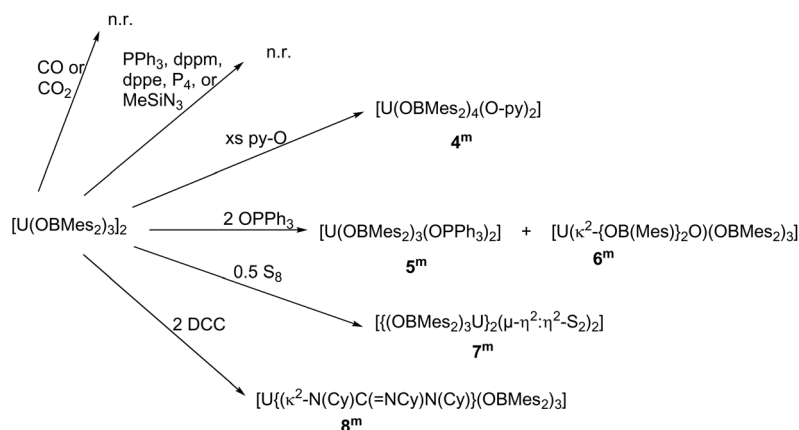 n.r.
CO or
CO₂
PPh₃, dppm,
dppe, P₄, or
MeSiN₃
n.r.
xs py-O
[U(OBMes₂)₄(O-py)₂]
4ᵐ
[U(OBMes₂)₃]₂
2 OPPh₃
[U(OBMes₂)₃(OPPh₃)₂] + [U(κ²-{OB(Mes)}₂O)(OBMes₂)₃]
5ᵐ 6ᵐ
0.5 S₈
[{(OBMes₂)₃U}₂(μ-η²:η²-S₂)₂]
7ᵐ
2 DCC
[U{(κ²-N(Cy)C(=NCy)N(Cy)}(OBMes₂)₃]
8ᵐ